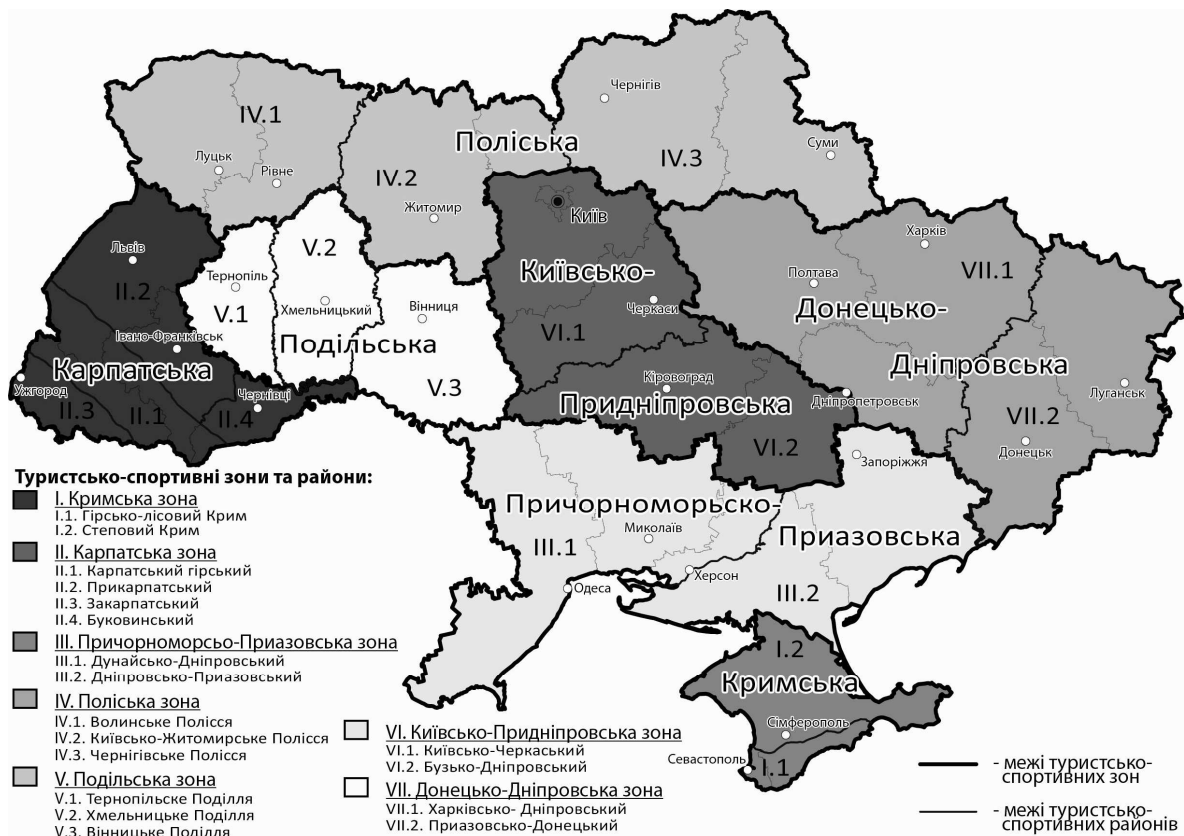 Чернігів
IV.1
Поліська
Суми
Луцьк
Рівне
IV.2
IV.3
Житомир
Київ
Львів
V.2
Харків
Київсько-
VII.1
Тернопіль
Полтава
II.2
V.1
Хмельницький
Вінниця
Черкаси
Донецько-
Івано-Франківськ
Подільська
VI.1
Карпатська
Дніпровська
Ужгород
Чернівці
V.3
Кіровоград
Придніпровська
Дніпропетровськ
Луганськ
II.3
II.1
II.4
VII.2
VI.2
Донецьк
Запоріжжя
Причорноморьско-
Миколаїв
Приазовська
III.1
Херсон
Одеса
III.2
I.2
Кримська
Сімферополь
Севастополь
I.1
Туристсько-спортивні зони та райони:
I. Кримська зона
I.1. Гірсько-лісовий Крим
I.2. Степовий Крим
II. Карпатська зона
II.1. Карпатський гірський
II.2. Прикарпатський
II.3. Закарпатський
II.4. Буковинський
III. Причорноморсьо-Приазовська зона
III.1. Дунайсько-Дніпровський
III.2. Дніпровсько-Приазовський
IV. Поліська зона
IV.1. Волинське Полісся
IV.2. Київсько-Житомирське Полісся
IV.3. Чернігівське Полісся
V. Подільська зона
V.1. Тернопільске Поділля
V.2. Хмельницьке Поділля
V.3. Вінницьке Поділля
VI. Київсько-Придніпровська зона
VI.1. Київсько-Черкаський
VI.2. Бузько-Дніпровський
VII. Донецько-Дніпровська зона
VII.1. Харківсько- Дніпровський
VII.2. Приазовсько-Донецький
- межі туристсько-
спортивних зон
- межі туристсько-
спортивних районів